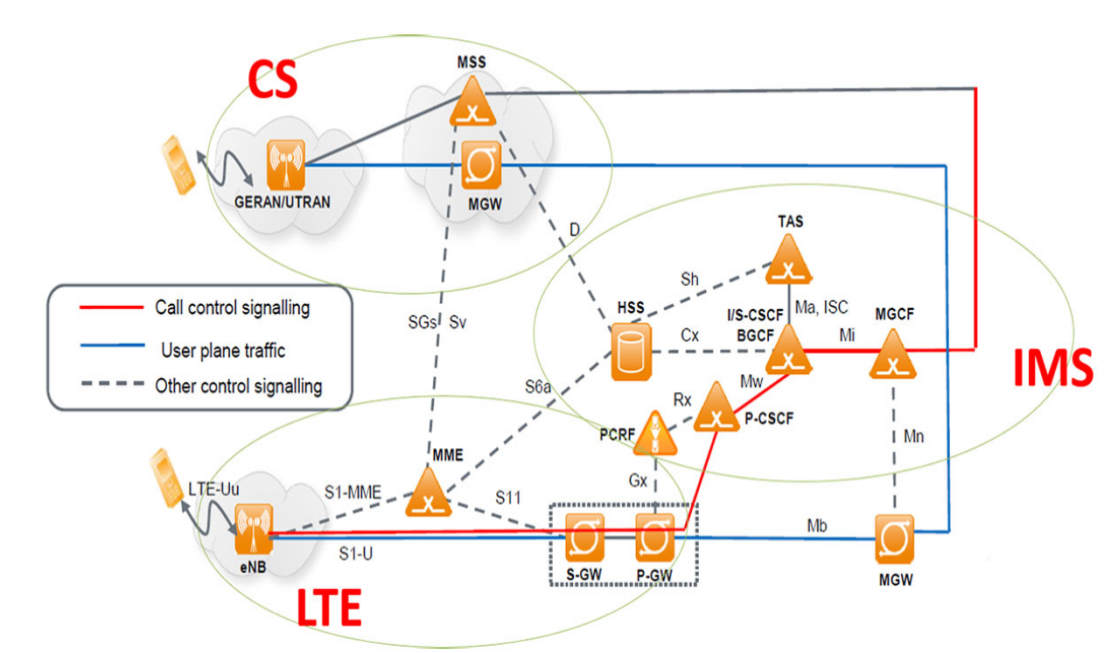 CS
MSS
GERAN/UTRAN
MGW
D
TAS
Sh
Call control signalling
User plane traffic
Other control signalling
SGs
Sv
HSS
I/S-CSCF
BGCF
Ma, ISC
MGCF
Cx
Mi
IMS
S6a
Mw
Rx
P-CSCF
PCRF
Mn
MME
Gx
LTE-Uu
S1-MME
S11
Mb
eNB
S1-U
S-GW
P-GW
MGW
LTE